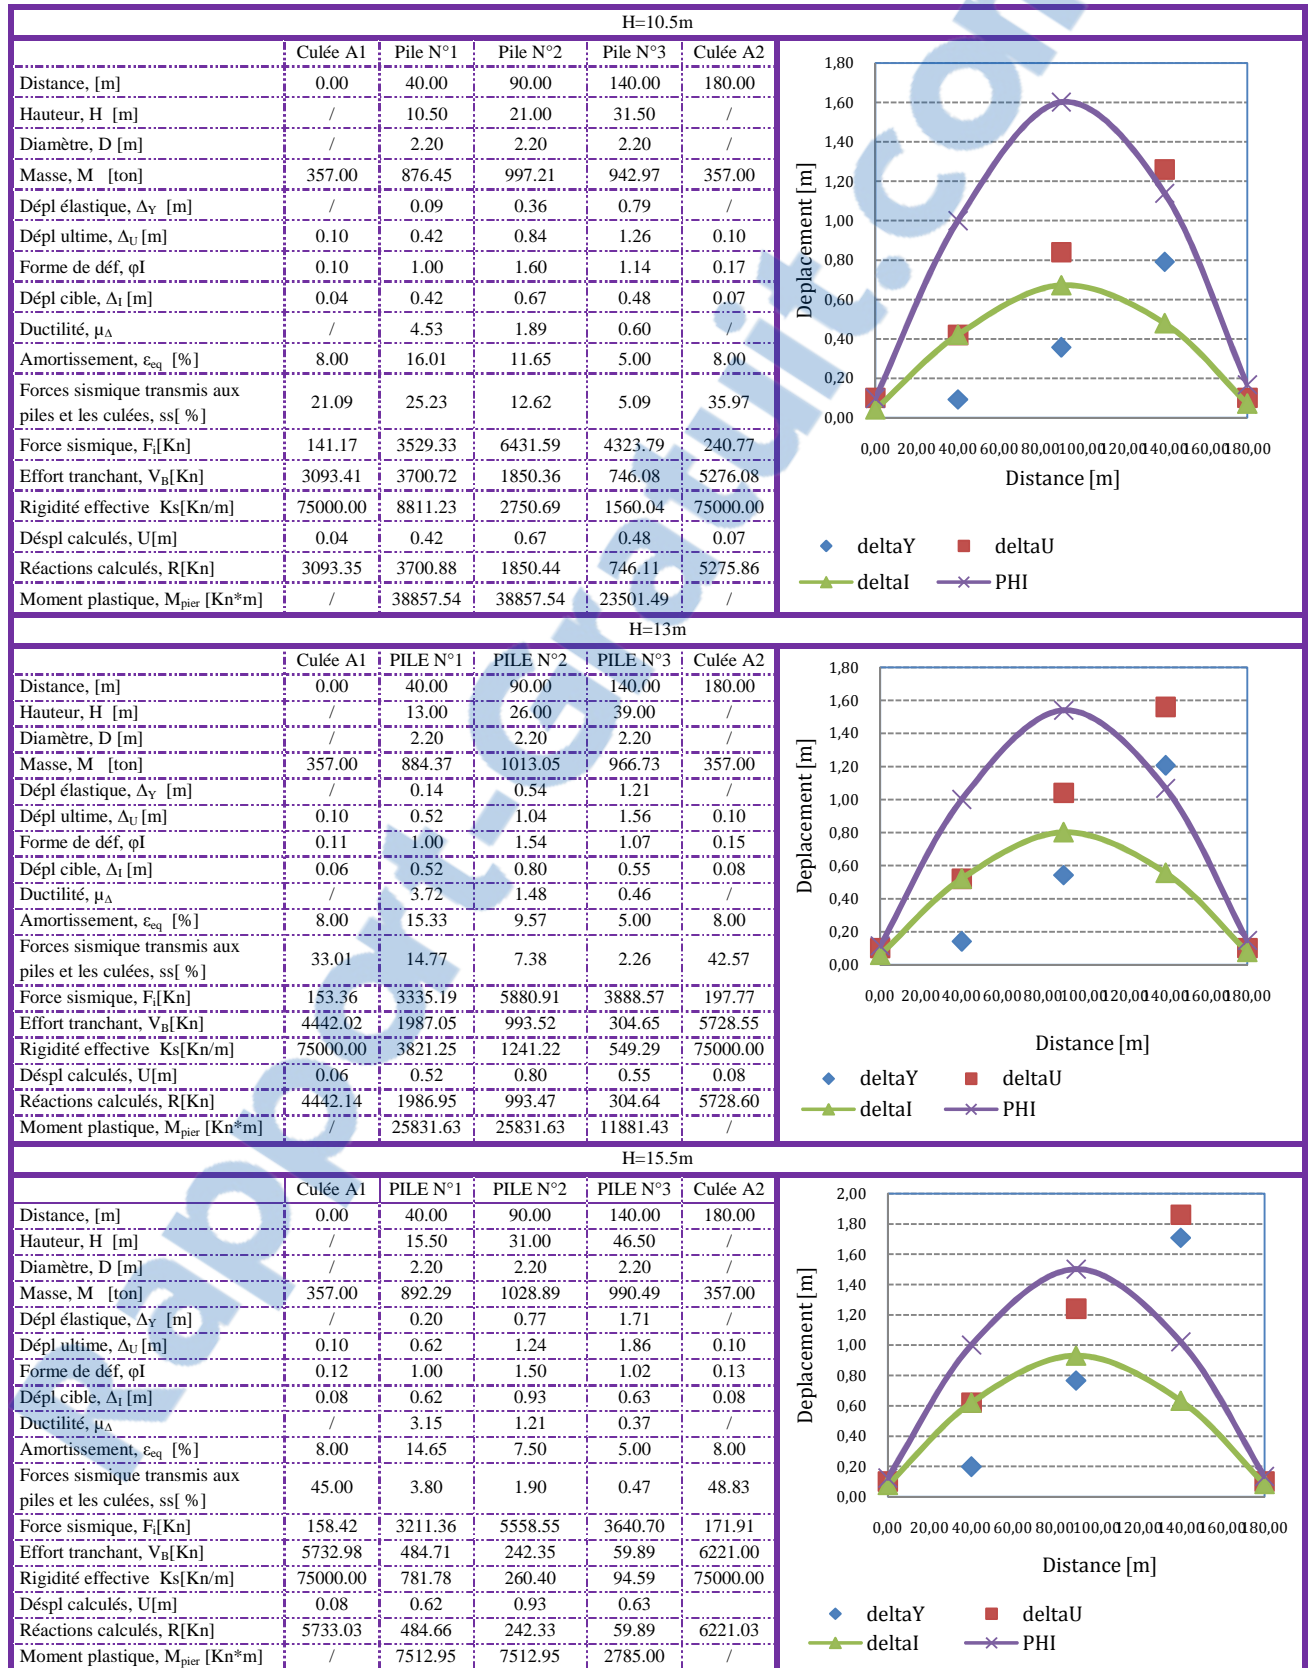 H=10.5m
Culée A1 Pile N°1 Pile N°2 Pile N°3 Culée A2
Distance, [m] 0.00 40.00 90.00 140.00 180.00
Hauteur, H [m] / 10.50 21.00 31.50 /
Diamètre, D [m] / 2.20 2.20 2.20 /
Masse, M [ton] 357.00 876.45 997.21 942.97 357.00
Dépl élastique, ΔY [m] / 0.09 0.36 0.79 /
Dépl ultime, ΔU [m] 0.10 0.42 0.84 1.26 0.10
Forme de déf, φI 0.10 1.00 1.60 1.14 0.17
Dépl cible, ΔI [m] 0.04 0.42 0.67 0.48 0.07
Ductilité, μΔ / 4.53 1.89 0.60 /
Amortissement, εeq [%] 8.00 16.01 11.65 5.00 8.00
Forces sismique transmis aux
piles et les culées, ss[ %] 21.09 25.23 12.62 5.09 35.97
Force sismique, Fi[Kn] 141.17 3529.33 6431.59 4323.79 240.77
Effort tranchant, VB[Kn] 3093.41 3700.72 1850.36 746.08 5276.08
Rigidité effective Ks[Kn/m] 75000.00 8811.23 2750.69 1560.04 75000.00
Déspl calculés, U[m] 0.04 0.42 0.67 0.48 0.07
Réactions calculés, R[Kn] 3093.35 3700.88 1850.44 746.11 5275.86
Moment plastique, Mpier [Kn*m] / 38857.54 38857.54 23501.49 /
Deplacement [m]
1,80
1,60
1,40
1,20
1,00
0,80
0,60
0,40
0,20
0,00
0,00 20,00 40,00 60,00 80,00 100,00 120,00 140,00 160,00 180,00
Distance [m]
deltaY deltaU
deltaI PHI
H=13m
Culée A1 PILE N°1 PILE N°2 PILE N°3 Culée A2
Distance, [m] 0.00 40.00 90.00 140.00 180.00
Hauteur, H [m] / 13.00 26.00 39.00 /
Diamètre, D [m] / 2.20 2.20 2.20 /
Masse, M [ton] 357.00 884.37 1013.05 966.73 357.00
Dépl élastique, ΔY [m] / 0.14 0.54 1.21 /
Dépl ultime, ΔU [m] 0.10 0.52 1.04 1.56 0.10
Forme de déf, φI 0.11 1.00 1.54 1.07 0.15
Dépl cible, ΔI [m] 0.06 0.52 0.80 0.55 0.08
Ductilité, μΔ / 3.72 1.48 0.46 /
Amortissement, εeq [%] 8.00 15.33 9.57 5.00 8.00
Forces sismique transmis aux
piles et les culées, ss[ %] 33.01 14.77 7.38 2.26 42.57
Force sismique, Fi[Kn] 153.36 3335.19 5880.91 3888.57 197.77
Effort tranchant, VB[Kn] 4442.02 1987.05 993.52 304.65 5728.55
Rigidité effective Ks[Kn/m] 75000.00 3821.25 1241.22 549.29 75000.00
Déspl calculés, U[m] 0.06 0.52 0.80 0.55 0.08
Réactions calculés, R[Kn] 4442.14 1986.95 993.47 304.64 5728.60
Moment plastique, Mpier [Kn*m] / 25831.63 25831.63 11881.43 /
Deplacement [m]
1,80
1,60
1,40
1,20
1,00
0,80
0,60
0,40
0,20
0,00
0,00 20,00 40,00 60,00 80,00 100,00 120,00 140,00 160,00 180,00
Distance [m]
deltaY deltaU
deltaI PHI
H=15.5m
Culée A1 PILE N°1 PILE N°2 PILE N°3 Culée A2
Distance, [m] 0.00 40.00 90.00 140.00 180.00
Hauteur, H [m] / 15.50 31.00 46.50 /
Diamètre, D [m] / 2.20 2.20 2.20 /
Masse, M [ton] 357.00 892.29 1028.89 990.49 357.00
Dépl élastique, ΔY [m] / 0.20 0.77 1.71 /
Dépl ultime, ΔU [m] 0.10 0.62 1.24 1.86 0.10
Forme de déf, φI 0.12 1.00 1.50 1.02 0.13
Dépl cible, ΔI [m] 0.08 0.62 0.93 0.63 0.08
Ductilité, μΔ / 3.15 1.21 0.37 /
Amortissement, εeq [%] 8.00 14.65 7.50 5.00 8.00
Forces sismique transmis aux
piles et les culées, ss[ %] 45.00 3.80 1.90 0.47 48.83
Force sismique, Fi[Kn] 158.42 3211.36 5558.55 3640.70 171.91
Effort tranchant, VB[Kn] 5732.98 484.71 242.35 59.89 6221.00
Rigidité effective Ks[Kn/m] 75000.00 781.78 260.40 94.59 75000.00
Déspl calculés, U[m] 0.08 0.62 0.93 0.63
Réactions calculés, R[Kn] 5733.03 484.66 242.33 59.89 6221.03
Moment plastique, Mpier [Kn*m] / 7512.95 7512.95 2785.00 /
Deplacement [m]
2,00
1,80
1,60
1,40
1,20
1,00
0,80
0,60
0,40
0,20
0,00
0,00 20,00 40,00 60,00 80,00 100,00 120,00 140,00 160,00 180,00
Distance [m]
deltaY deltaU
deltaI PHI
Rapport-Gratuit.com